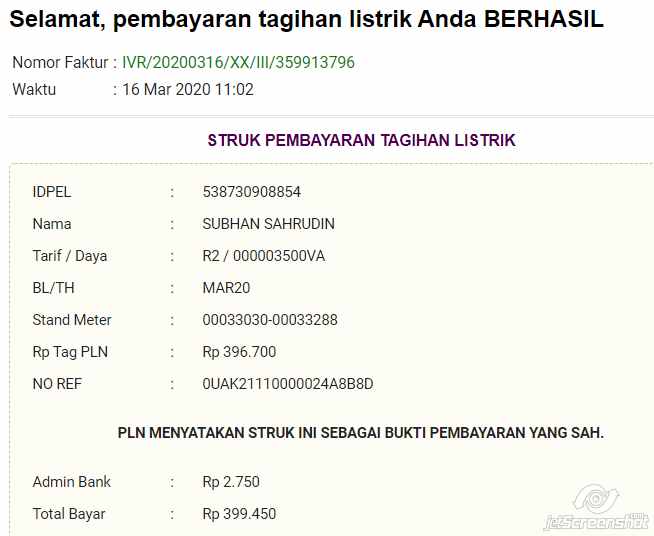 Selamat, pembayaran tagihan listrik Anda BERHASIL
Nomor Faktur : IVR/20200316/XX/III/359913796
Waktu : 16 Mar 2020 11:02
STRUK PEMBAYARAN TAGIHAN LISTRIK
IDPEL : 538730908854
Nama : SUBHAN SAHRUDIN
Tarif / Daya : R2 / 000003500VA
BL/TH : MAR20
Stand Meter : 00033030-00033288
Rp Tag PLN : Rp 396.700
NO REF : 0UAK21110000024A8B8D
PLN MENYATAKAN STRUK INI SEBAGAI BUKTI PEMBAYARAN YANG SAH.
Admin Bank : Rp 2.750
Total Bayar : Rp 399.450
jetScreenshot.com